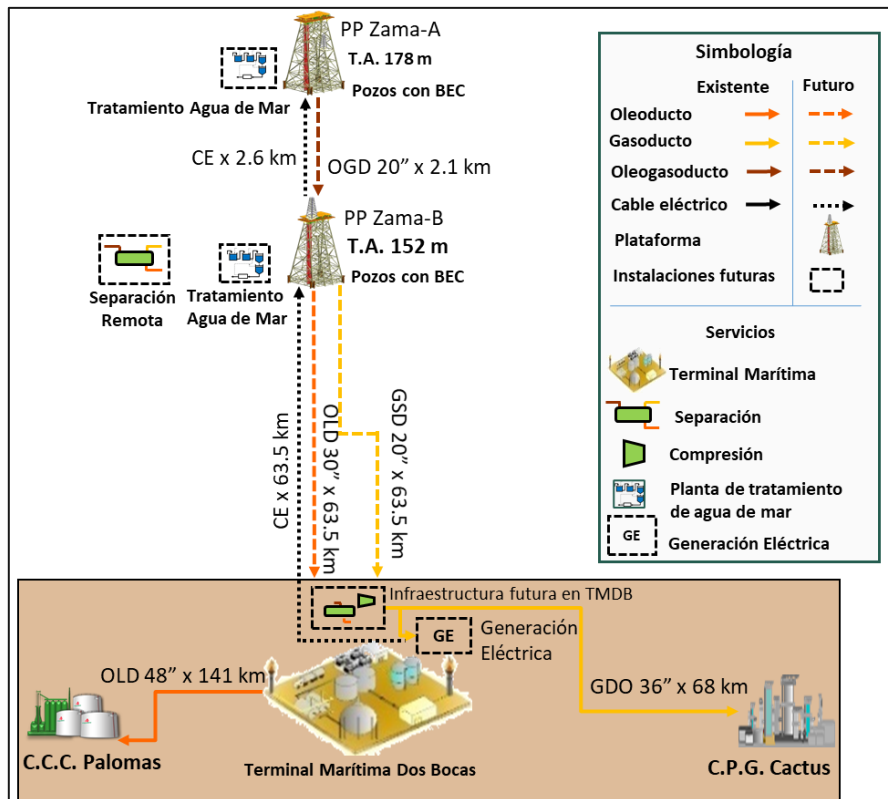 PP Zama-A
T.A. 178 m
Pozos con BEC
Tratamiento Agua de Mar
CE x 2.6 km
OGD 20” x 2.1 km
PP Zama-B
T.A. 152 m
Pozos con BEC
Separación
Remota
Tratamiento
Agua de Mar
CE x 63.5 km
OLD 30” x 63.5 km
GSD 20” x 63.5 km
Infraestructura futura en TMDB
GE
Generación
Eléctrica
OLD 48” x 141 km
GDO 36” x 68 km
C.C.C. Palomas
Terminal Marítima Dos Bocas
C.P.G. Cactus
Simbología
Existente
Futuro
Oleoducto
Gasoducto
Oleogasoducto
Cable eléctrico
Plataforma
Instalaciones futuras
Servicios
Terminal Marítima
Separación
Compresión
Planta de tratamiento
de agua de mar
GE
Generación Eléctrica